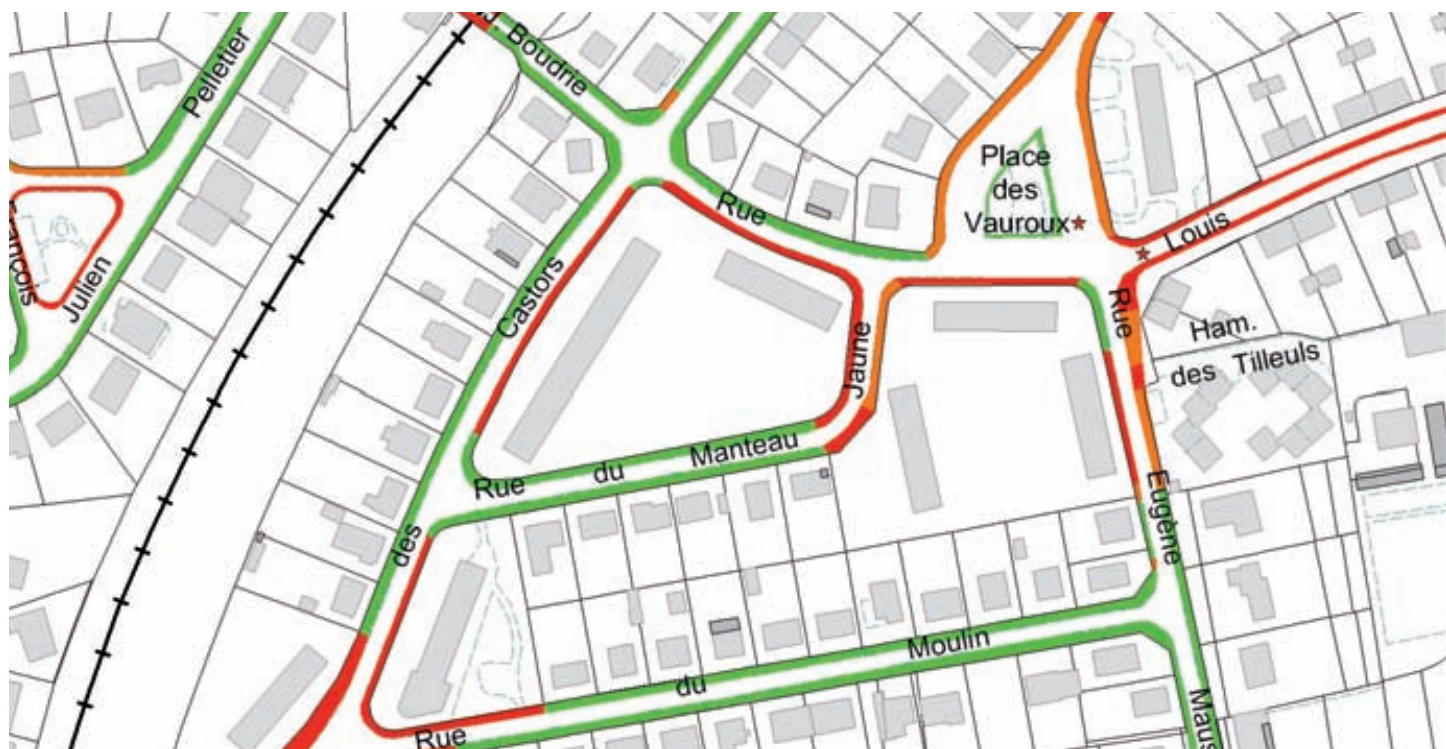 Boudrie
Pelletier
Place
des
Vauroux
Rue
Louis
François
Julien
Castors
Rue
Ham.
des Tilleuls
Jaune
Rue du Manteau
des
Eugène
Rue du Moulin